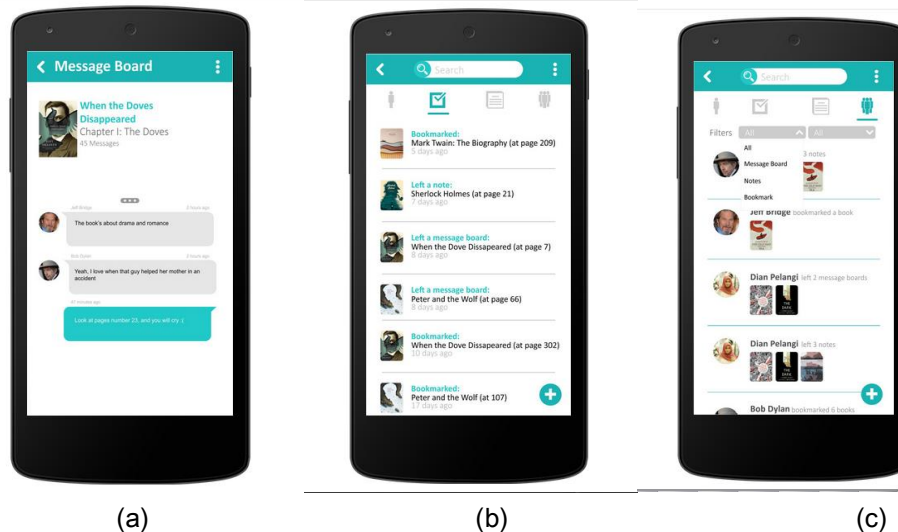 Message Board
When the Doves
Disappeared
Chapter I: The Doves
45 Messages
Jeff Bridge
The book's about drama and romance
Bob Dylan
Yeah, I love when that guy helped her mother in an
accident
47 minutes ago
Look at pages number 23, and you will cry :(
(a)
Search
Bookmarked:
Mark Twain: The Biography (at page 209)
5 days ago
Left a note:
Sherlock Holmes (at page 21)
7 days ago
Left a message board:
When the Dove Dissapeared (at page 7)
8 days ago
Left a message board:
Peter and the Wolf (at page 66)
8 days ago
Bookmarked:
When the Dove Dissapeared (at page 302)
10 days ago
Bookmarked:
Peter and the Wolf (at 107)
17 days ago
(b)
Search
Filters All All
All
Message Board
Notes
Bookmark
3 notes
Jeff Bridge bookmarked a book
Dian Pelangi left 2 message boards
Dian Pelangi left 3 notes
Bob Dylan bookmarked 6 books
(c)